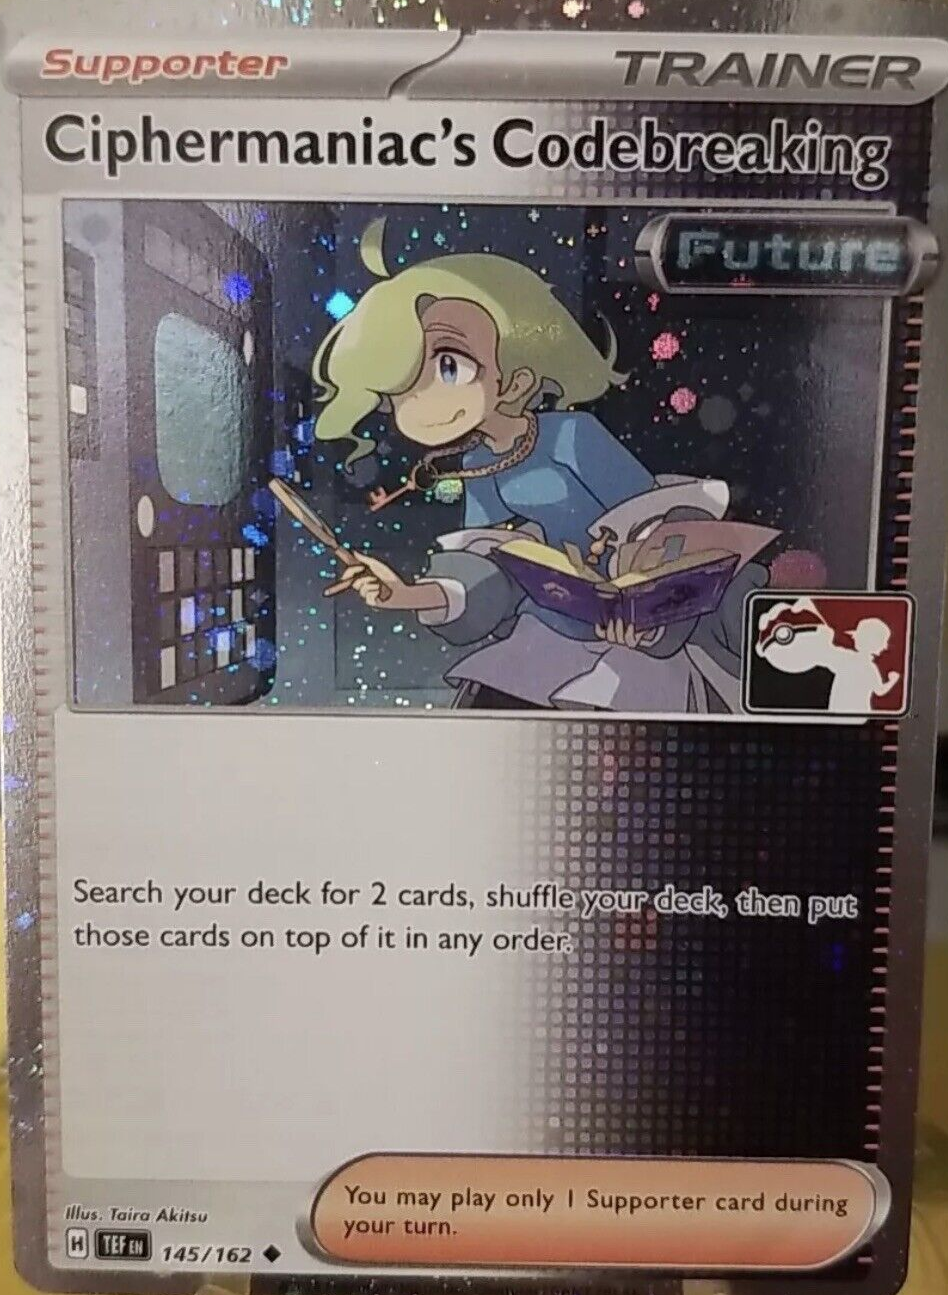 Supporter
TRAINER
Ciphermaniac's Codebreaking
Future
Search your deck for 2 cards, shuffle your deck, then put
those cards on top of it in any order.
You may play only 1 Supporter card during
your turn.
Illus. Taira Akitsu
H TEF EN 145/162